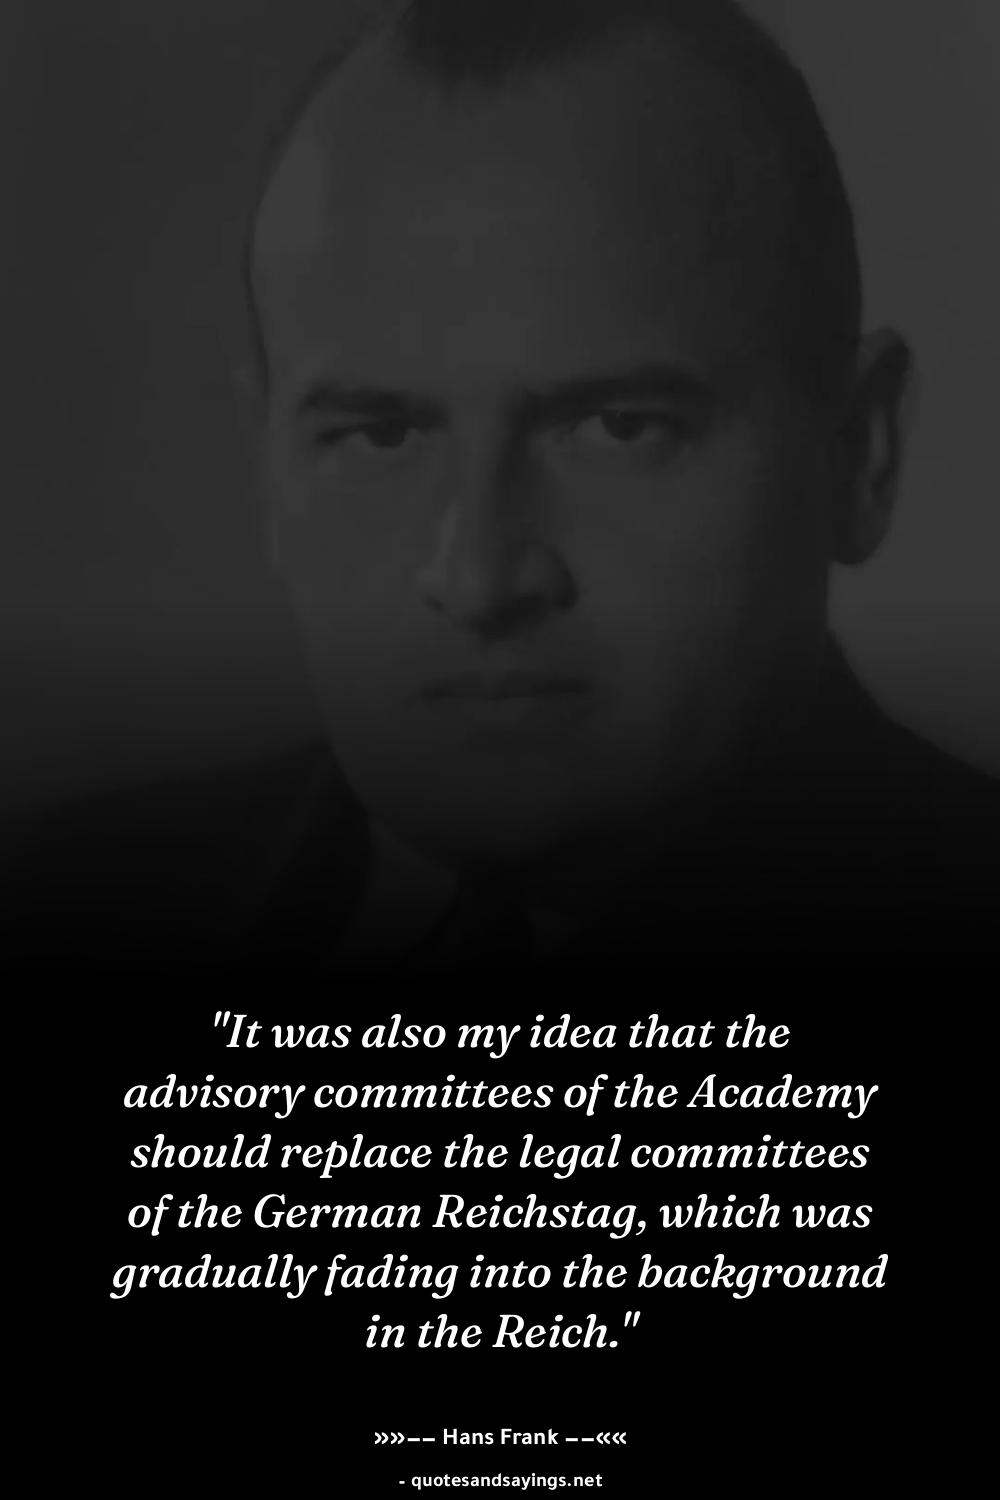 "It was also my idea that the
advisory committees of the Academy
should replace the legal committees
of the German Reichstag, which was
gradually fading into the background
in the Reich."
»»−− Hans Frank −−««
- quotesandsayings.net